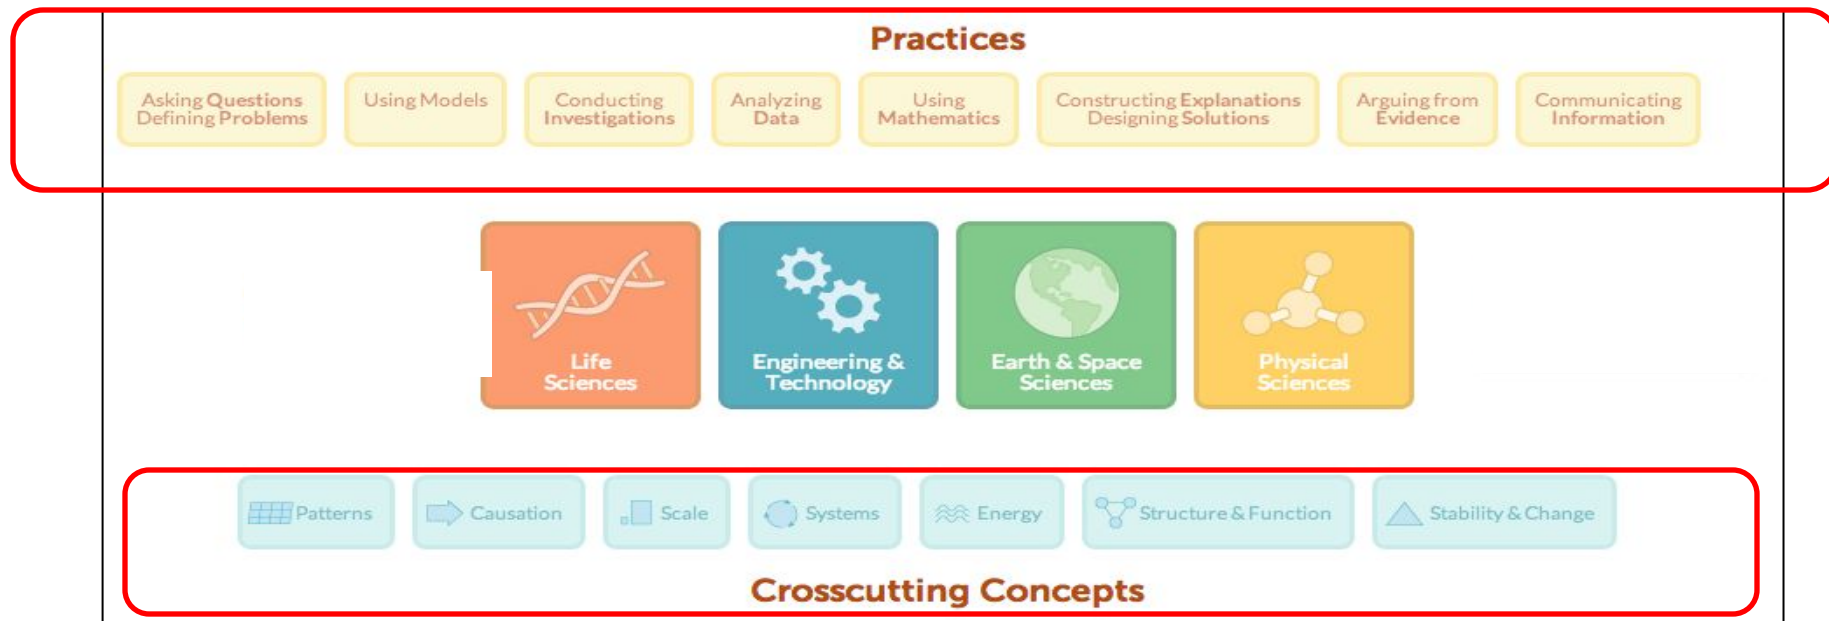 Practices
Asking Questions
Defining Problems
Using Models
Conducting
Investigations
Analyzing
Data
Using
Mathematics
Constructing Explanations
Designing Solutions
Arguing from
Evidence
Communicating
Information
Life
Sciences
Engineering &
Technology
Earth & Space
Sciences
Physical
Sciences
Patterns
Causation
Scale
Systems
Energy
Structure & Function
Stability & Change
Crosscutting Concepts